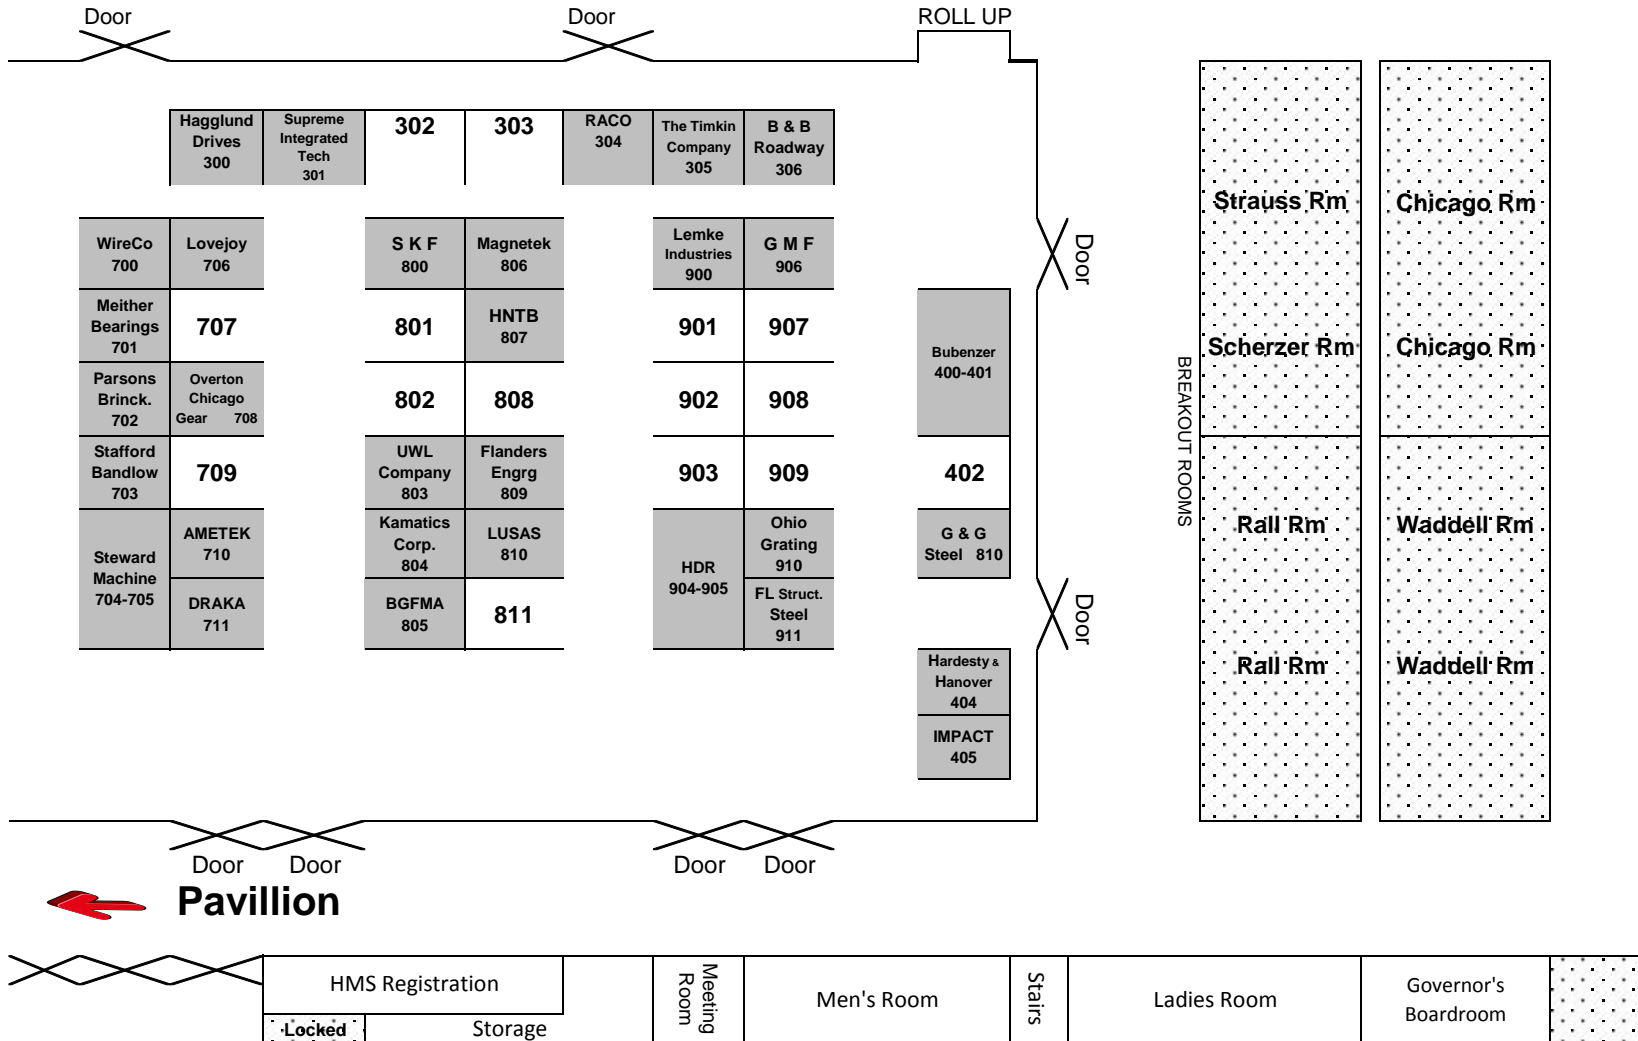 Door
Door
ROLL UP
Hagglund
Drives
300
Supreme
Integrated
Tech
301
302
303
RACO
304
The Timkin
Company
305
B & B
Roadway
306
WireCo
700
Lovejoy
706
S K F
800
Magnetek
806
Lemke
Industries
900
G M F
906
Door
Meither
Bearings
701
707
801
HNTB
807
901
907
Bubenzer
400-401
Parsons
Brinck.
702
Overton
Chicago
Gear 708
802
808
902
908
Stafford
Bandlow
703
709
UWL
Company
803
Flanders
Engrg
809
903
909
402
Steward
Machine
704-705
AMETEK
710
Kamatics
Corp.
804
LUSAS
810
HDR
904-905
Ohio
Grating
910
G & G
Steel 810
DRAKA
711
BGFMA
805
811
FL Struct.
Steel
911
Door
Hardesty &
Hanover
404
IMPACT
405
BREAKOUT ROOMS
Strauss Rm
Chicago Rm
Scherzer Rm
Chicago Rm
Rall Rm
Waddell Rm
Rall Rm
Waddell Rm
Door
Door
Door
Door
Pavillion
HMS Registration
Locked
Storage
Meeting
Room
Men's Room
Stairs
Ladies Room
Governor's
Boardroom